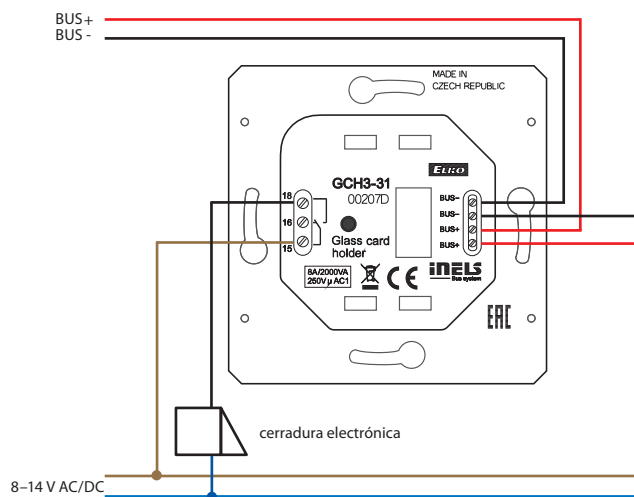 BUS+
BUS -
MADE IN
CZECH REPUBLIC
ELKO
GCH3-31
00207D
18
16
15
BUS-
BUS-
BUS+
BUS+
Glass card
holder
8A/2000VA
250V µ AC1
CE
iNELS
Bus system
EAC
cerradura electrónica
8–14 V AC/DC